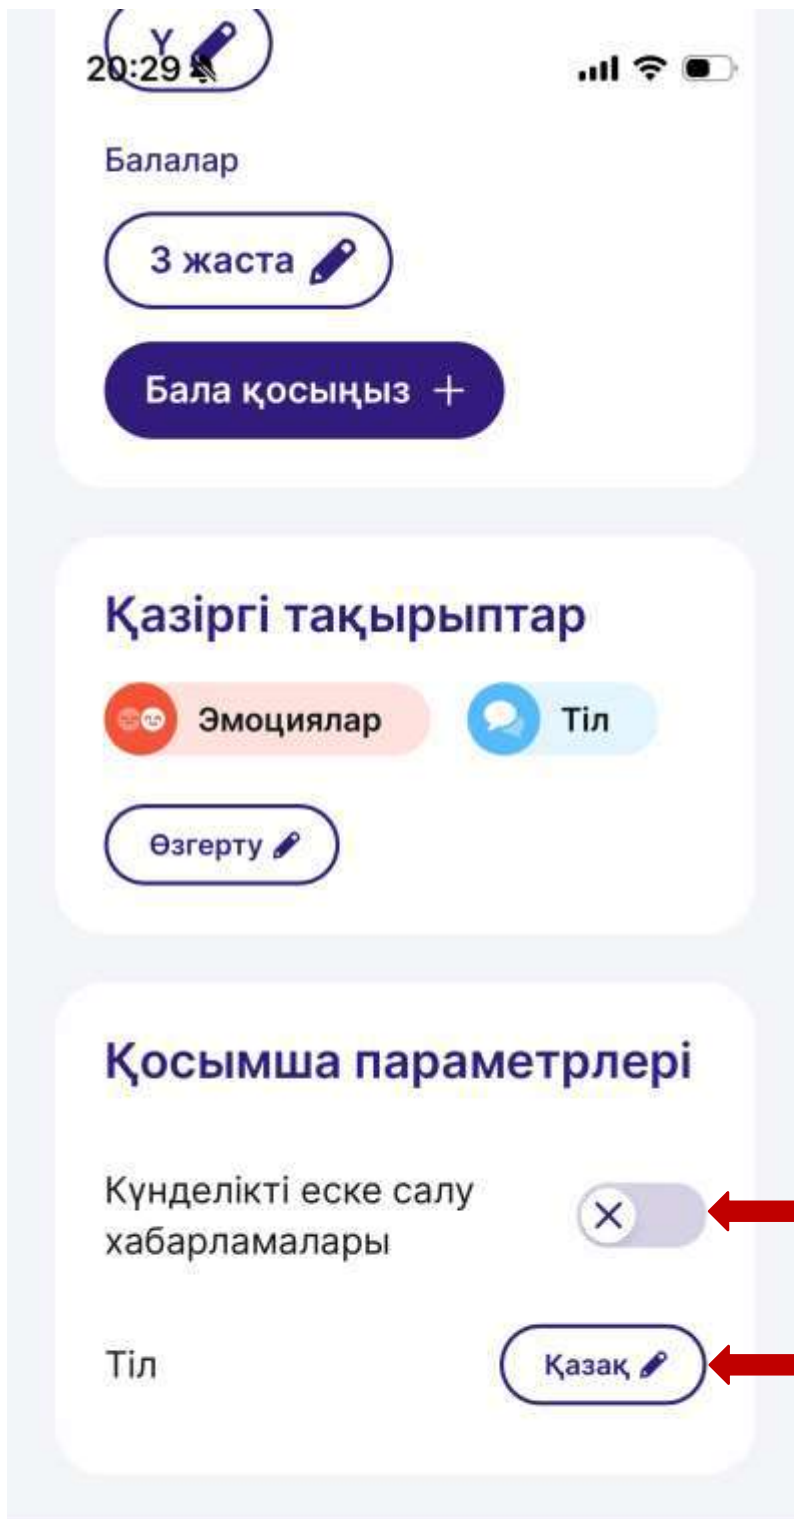 Ү
20:29
Балалар
3 жаста
Бала қосыңыз +
Қазіргі тақырыптар
Эмоциялар
Тіл
Өзгерту
Қосымша параметрлері
Күнделікті еске салу
хабарламалары
Тіл
Қазақ